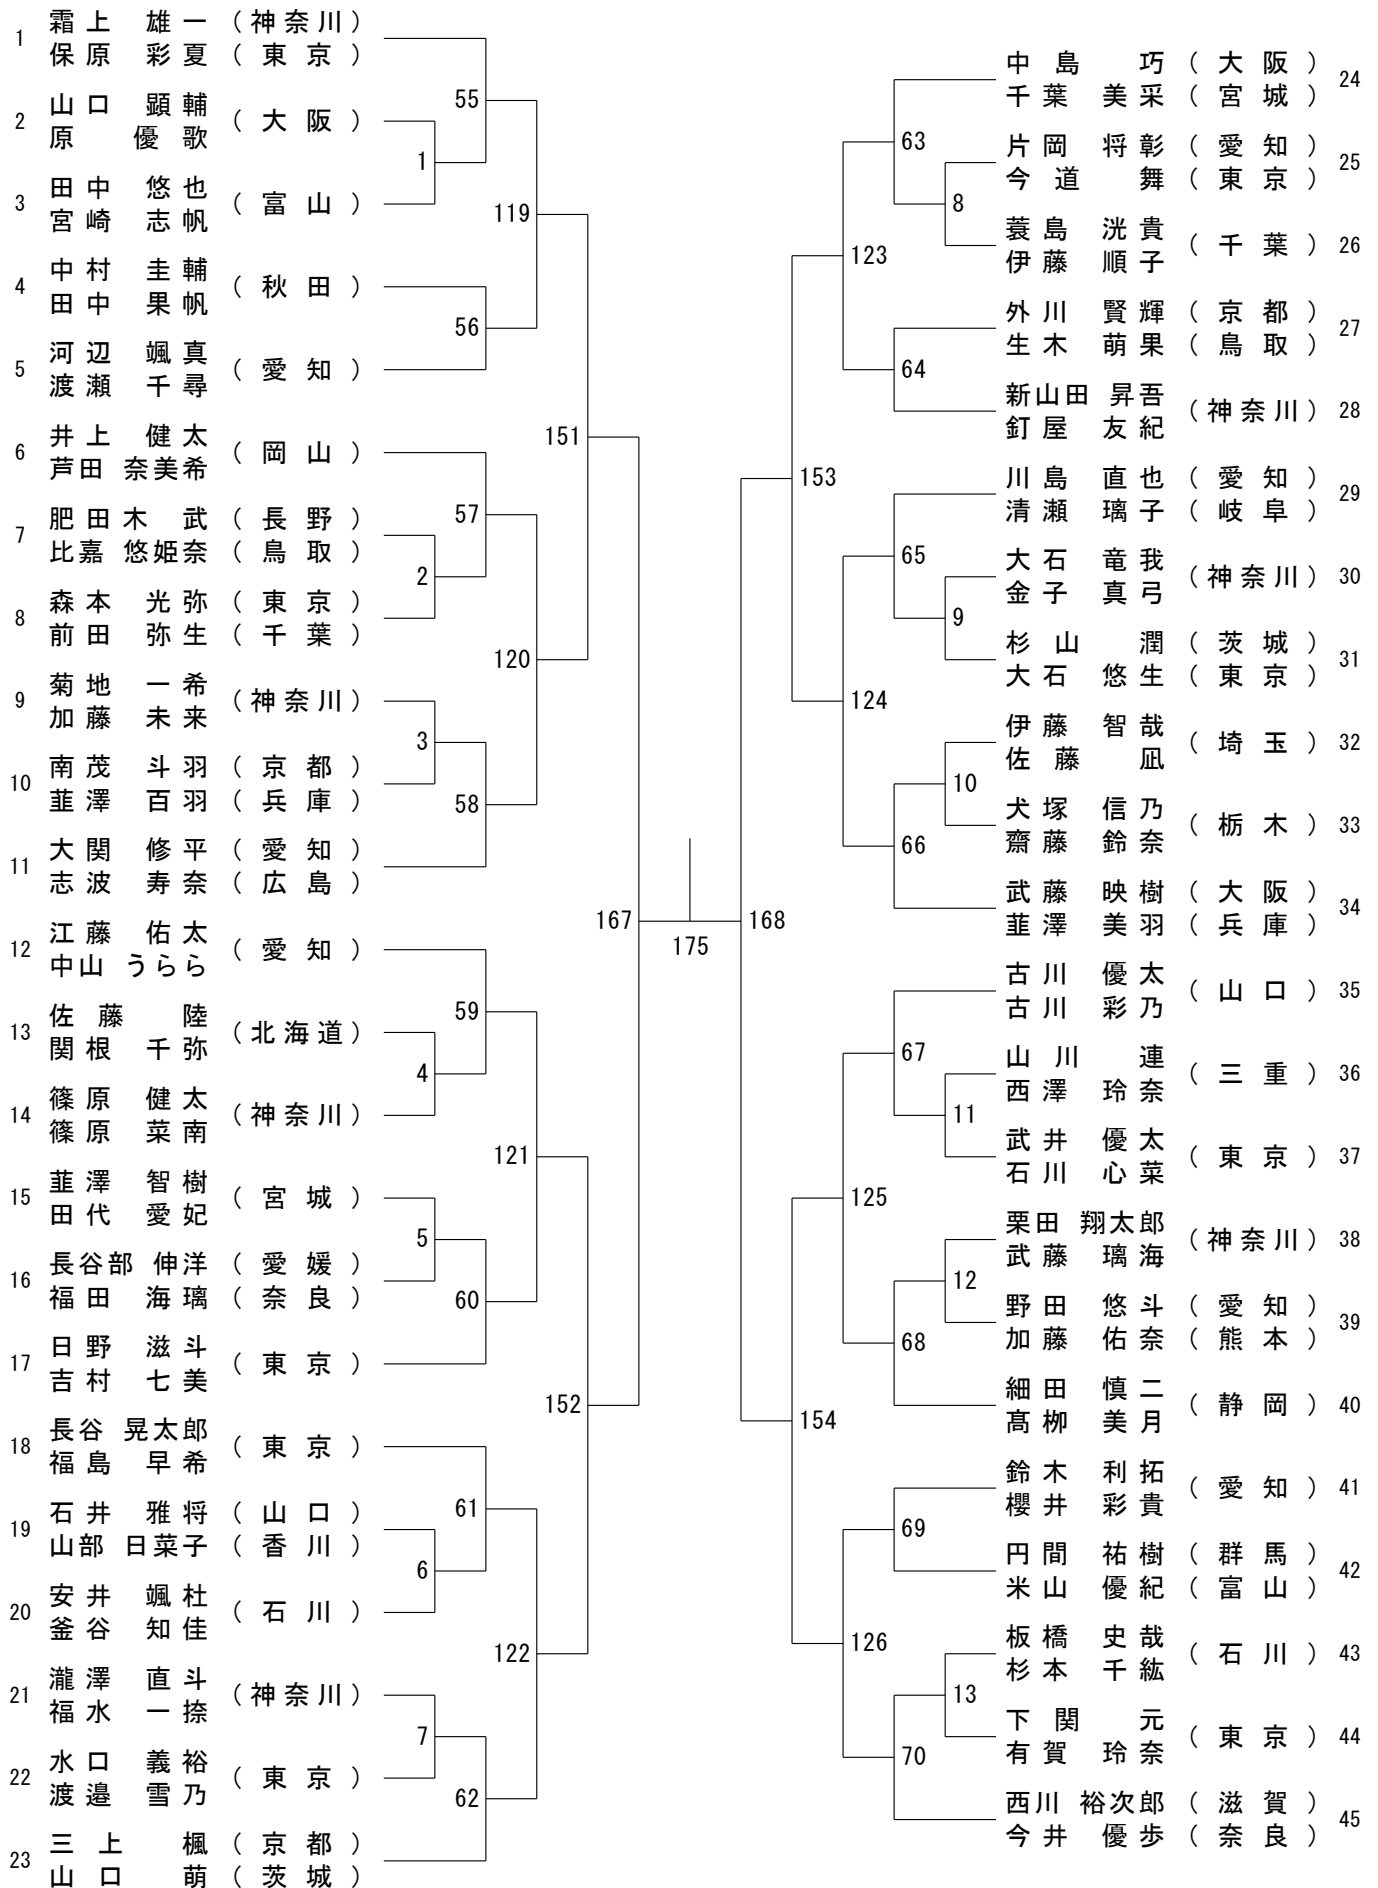 1 霜上 雄一 (神奈川)
保原 彩夏 (東京)
2 山口 顕輔 (大阪)
原 優歌
3 田中 悠也 (富山)
宮崎 志帆
4 中村 圭輔 (秋田)
田中 果帆
5 河辺 颯真 (愛知)
渡瀬 千尋
6 井上 健太 (岡山)
芦田 奈美希
7 肥田木 武 (長野)
比嘉 悠姫奈 (鳥取)
8 森本 光弥 (東京)
前田 弥生 (千葉)
9 菊地 一希 (神奈川)
加藤 未来
10 南茂 斗羽 (京都)
韮澤 百羽 (兵庫)
11 大関 修平 (愛知)
志波 寿奈 (広島)
12 江藤 佑太 (愛知)
中山 うらら
13 佐藤 陸 (北海道)
関根 千弥
14 篠原 健太 (神奈川)
篠原 菜南
15 韮澤 智樹 (宮城)
田代 愛妃
16 長谷部 伸洋 (愛媛)
福田 海璃 (奈良)
17 日野 滋斗 (東京)
吉村 七美
18 長谷 晃太郎 (東京)
福島 早希
19 石井 雅将 (山口)
山部 日菜子 (香川)
20 安井 颯杜 (石川)
釜谷 知佳
21 瀧澤 直斗 (神奈川)
福水 一捺
22 水口 義裕 (東京)
渡邉 雪乃
23 三上 楓 (京都)
山口 萌 (茨城)
1
2
3
4
5
6
7
55
56
57
58
59
60
61
62
119
120
121
122
151
152
167
175
168
153
154
123
124
125
126
63
64
65
66
67
68
69
70
8
9
10
11
12
13
中島 巧 (大阪) 24
千葉 美采 (宮城)
片岡 将彰 (愛知) 25
今道 舞 (東京)
蓑島 洸貴 (千葉) 26
伊藤 順子
外川 賢輝 (京都) 27
生木 萌果 (鳥取)
新山田 昇吾 (神奈川) 28
釘屋 友紀
川島 直也 (愛知) 29
清瀬 璃子 (岐阜)
大石 竜我 (神奈川) 30
金子 真弓
杉山 潤 (茨城) 31
大石 悠生 (東京)
伊藤 智哉 (埼玉) 32
佐藤 凪
犬塚 信乃 (栃木) 33
齋藤 鈴奈
武藤 映樹 (大阪) 34
韮澤 美羽 (兵庫)
古川 優太 (山口) 35
古川 彩乃
山川 連 (三重) 36
西澤 玲奈
武井 優太 (東京) 37
石川 心菜
栗田 翔太郎 (神奈川) 38
武藤 璃海
野田 悠斗 (愛知) 39
加藤 佑奈 (熊本)
細田 慎二 (静岡) 40
髙栁 美月
鈴木 利拓 (愛知) 41
櫻井 彩貴
円間 祐樹 (群馬) 42
米山 優紀 (富山)
板橋 史哉 (石川) 43
杉本 千紘
下関 元 (東京) 44
有賀 玲奈
西川 裕次郎 (滋賀) 45
今井 優歩 (奈良)